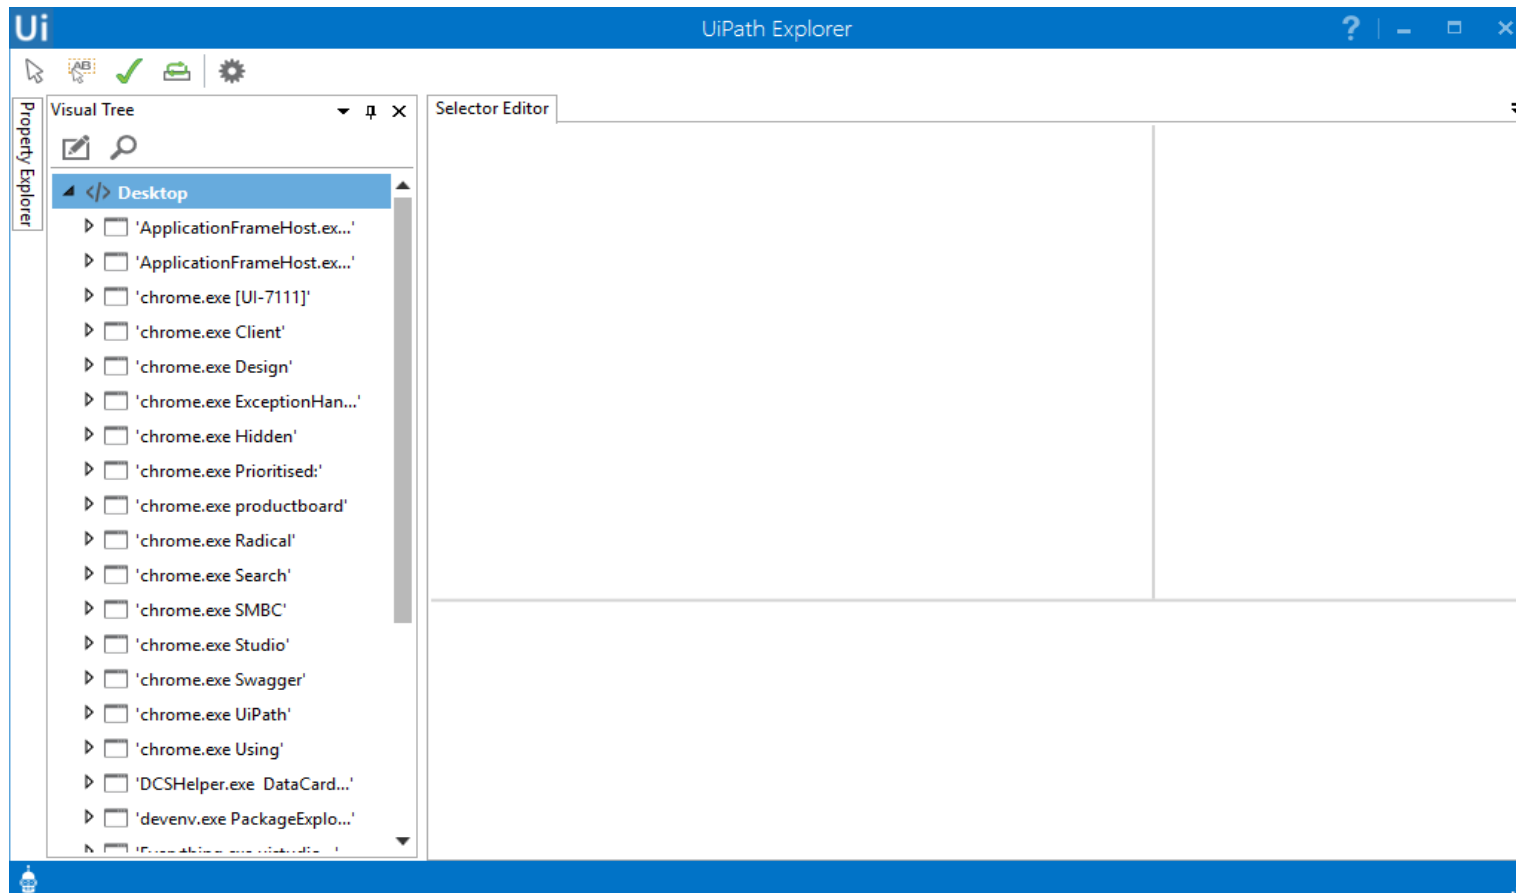 Ui
UiPath Explorer
?
AB
Property Explorer
Visual Tree
Selector Editor
</> Desktop
'ApplicationFrameHost.ex...'
'ApplicationFrameHost.ex...'
'chrome.exe [UI-7111]'
'chrome.exe Client'
'chrome.exe Design'
'chrome.exe ExceptionHan...'
'chrome.exe Hidden'
'chrome.exe Prioritised:'
'chrome.exe productboard'
'chrome.exe Radical'
'chrome.exe Search'
'chrome.exe SMBC'
'chrome.exe Studio'
'chrome.exe Swagger'
'chrome.exe UiPath'
'chrome.exe Using'
'DCSHelper.exe  DataCard...'
'devenv.exe PackageExplo...'